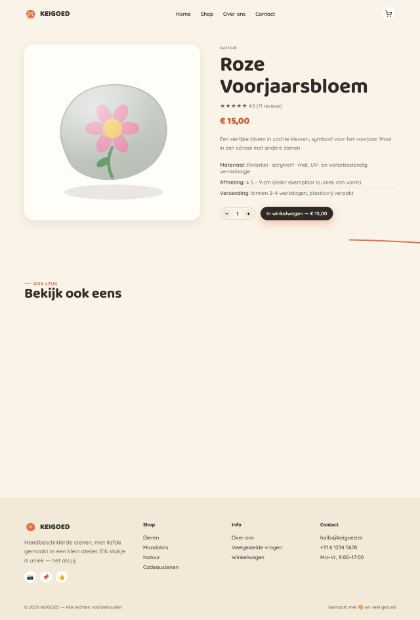 KEIGOED
Home Shop Over ons Contact
NATUUR
Roze
Voorjaarsbloem
★★★★★ 4.9 (71 reviews)
€ 15,00
Een sierlijke bloem in zachte kleuren, symbool voor het voorjaar. Mooi
in een schaal met andere stenen.
Materiaal: Rivierkei · acrylverf · mat, UV- en waterbestendig
vernislaagje
Afmeting: ± 5 – 9 cm (ieder exemplaar is uniek van vorm)
Verzending: binnen 2–4 werkdagen, plasticvrij verpakt
− 1 + In winkelwagen — € 15,00
— OOK LEUK
Bekijk ook eens
KEIGOED
Handbeschilderde stenen, met liefde
gemaakt in een klein atelier. Elk stukje
is uniek — net als jij.
Shop
Dieren
Mandala's
Natuur
Cadeaustenen
Info
Over ons
Veelgestelde vragen
Winkelwagen
Contact
hallo@keigoed.nl
+31 6 1234 5678
Ma–Vr, 9:00–17:00
© 2026 KEIGOED — Alle rechten voorbehouden
Gemaakt met 🎨 en veel geduld